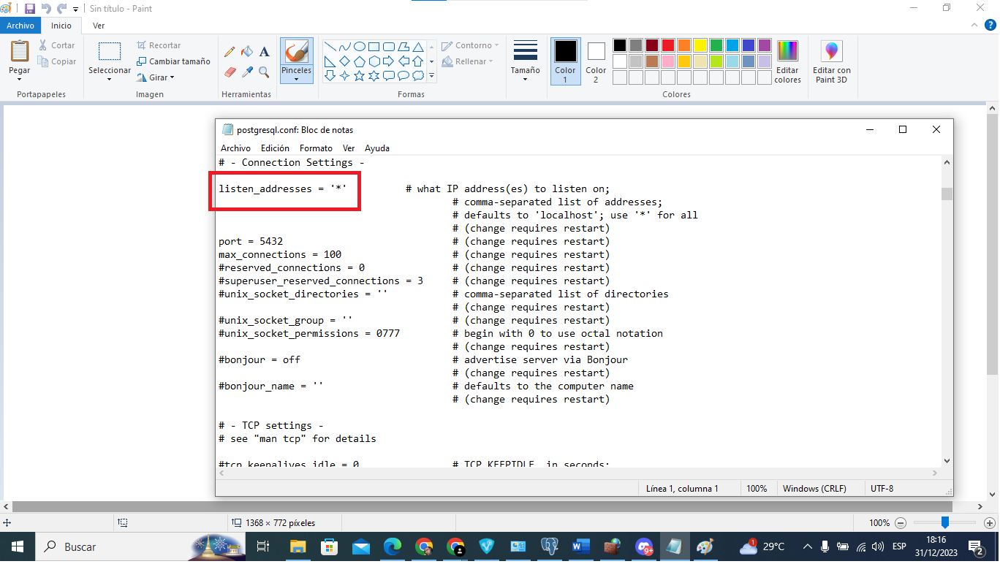 Sin título - Paint
Archivo Inicio Ver
Pegar
Cortar
Copiar
Portapapeles
Seleccionar
Recortar
Cambiar tamaño
Girar
Imagen
Herramientas
Pinceles
Contorno
Rellenar
Formas
Tamaño
Color
1
Color
2
Editar
colores
Colores
Editar con
Paint 3D
postgresql.conf: Bloc de notas
Archivo Edición Formato Ver Ayuda
# - Connection Settings -
listen_addresses = '*' # what IP address(es) to listen on;
# comma-separated list of addresses;
# defaults to 'localhost'; use '*' for all
# (change requires restart)
port = 5432 # (change requires restart)
max_connections = 100 # (change requires restart)
#reserved_connections = 0 # (change requires restart)
#superuser_reserved_connections = 3 # (change requires restart)
#unix_socket_directories = '' # comma-separated list of directories
# (change requires restart)
#unix_socket_group = '' # (change requires restart)
#unix_socket_permissions = 0777 # begin with 0 to use octal notation
# (change requires restart)
#bonjour = off # advertise server via Bonjour
# (change requires restart)
#bonjour_name = '' # defaults to the computer name
# (change requires restart)
# - TCP settings -
# see "man tcp" for details
#tcp_keepalives_idle = 0 # TCP_KEEPIDLE, in seconds;
Línea 1, columna 1 100% Windows (CRLF) UTF-8
1368 × 772 píxeles 100%
Buscar
29°C
ESP
18:16
31/12/2023
2